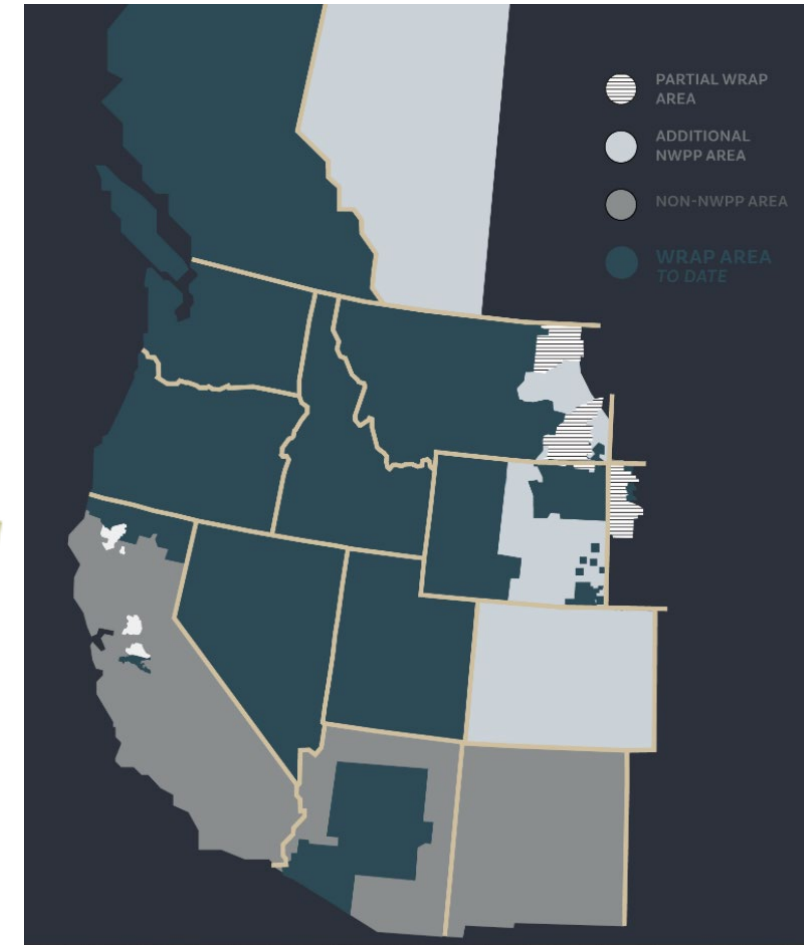 PARTIAL WRAP
AREA
ADDITIONAL
NWPP AREA
NON-NWPP AREA
WRAP AREA
TO DATE